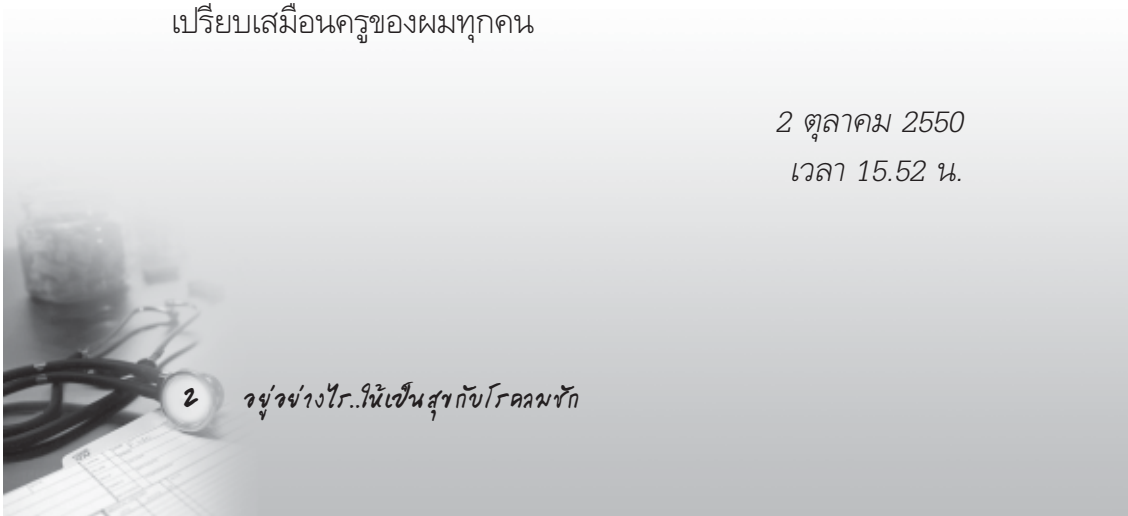 เปรียบเสมือนครูของผมทุกคน
2 ตุลาคม 2550
เวลา 15.52 น.
2 อยู่อย่างไร..ให้เป็นสุขกับโรคลมชัก